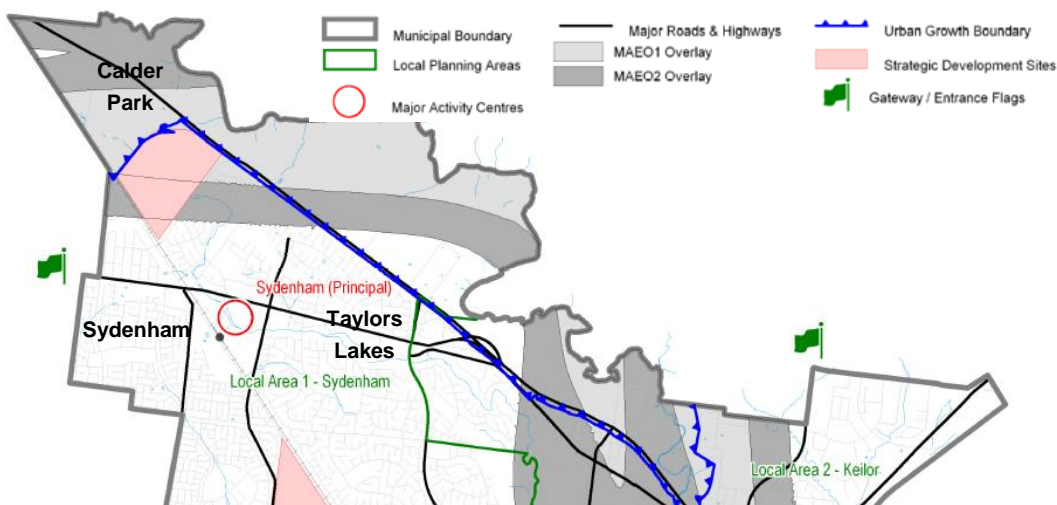 Municipal Boundary
Local Planning Areas
Major Activity Centres
Major Roads & Highways
MAEO1 Overlay
MAEO2 Overlay
Urban Growth Boundary
Strategic Development Sites
Gateway / Entrance Flags
Calder
Park
Sydenham (Principal)
Sydenham
Taylors
Lakes
Local Area 1 - Sydenham
Local Area 2 - Keilor